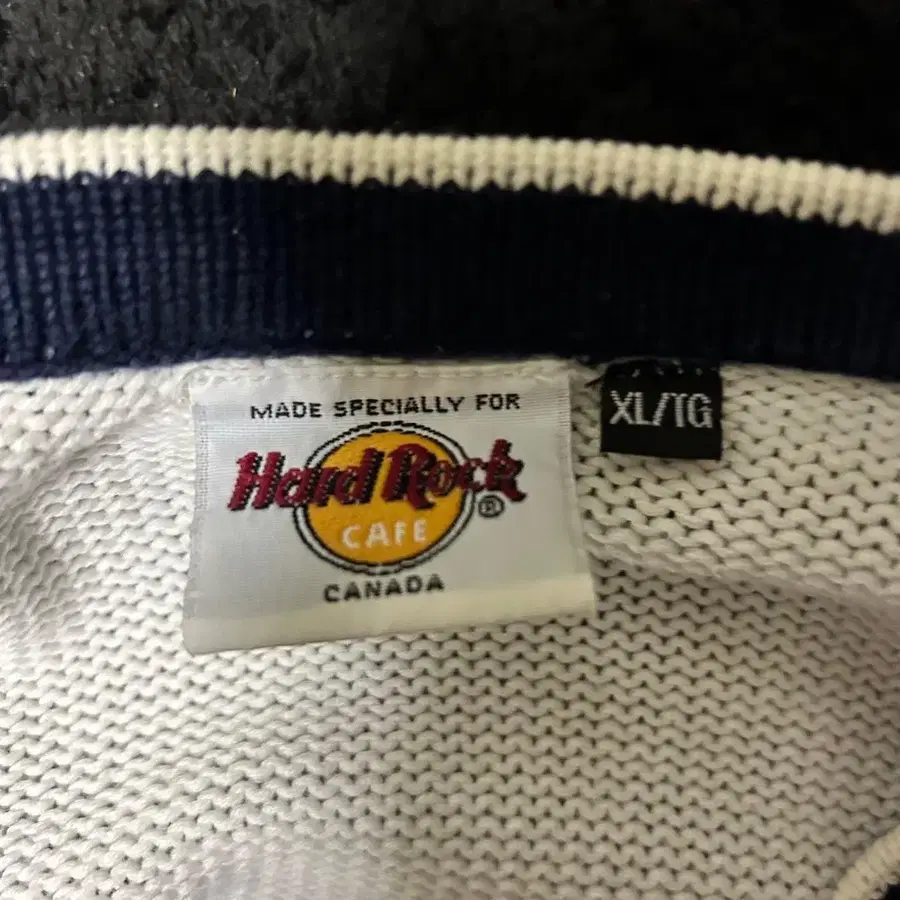 MADE SPECIALLY FOR
Hard Rock ®
CAFE
CANADA
XL/TG